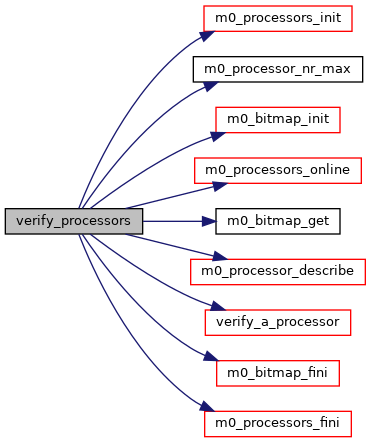 m0_processors_init
m0_processor_nr_max
m0_bitmap_init
m0_processors_online
verify_processors
m0_bitmap_get
m0_processor_describe
verify_a_processor
m0_bitmap_fini
m0_processors_fini